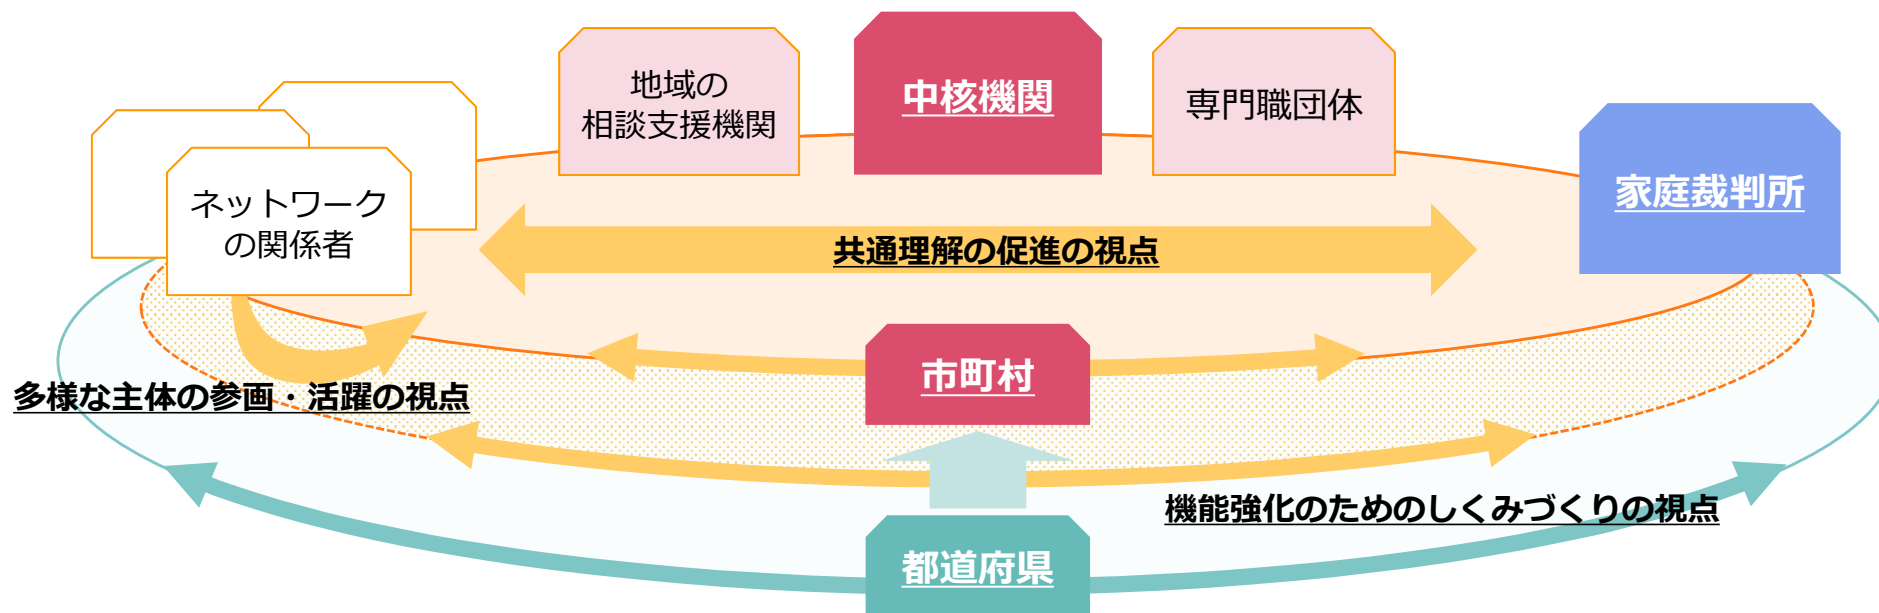 地域の
相談支援機関
中核機関
専門職団体
家庭裁判所
ネットワーク
の関係者
共通理解の促進の視点
市町村
多様な主体の参画・活躍の視点
機能強化のためのしくみづくりの視点
都道府県